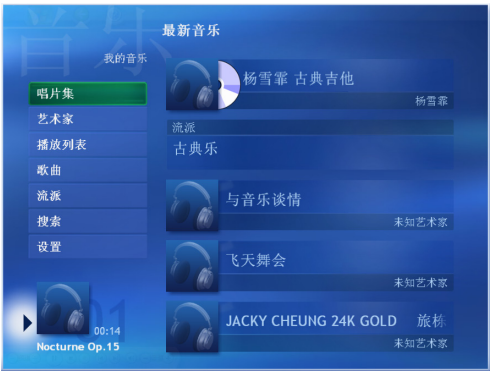 音乐
最新音乐
我的音乐
唱片集
艺术家
播放列表
歌曲
流派
搜索
设置
杨雪霏 古典吉他
杨雪霏
流派
古典乐
与音乐谈情
未知艺术家
飞天舞会
未知艺术家
JACKY CHEUNG 24K GOLD 旅栋
未知艺术家
01
00:14
Nocturne Op.15